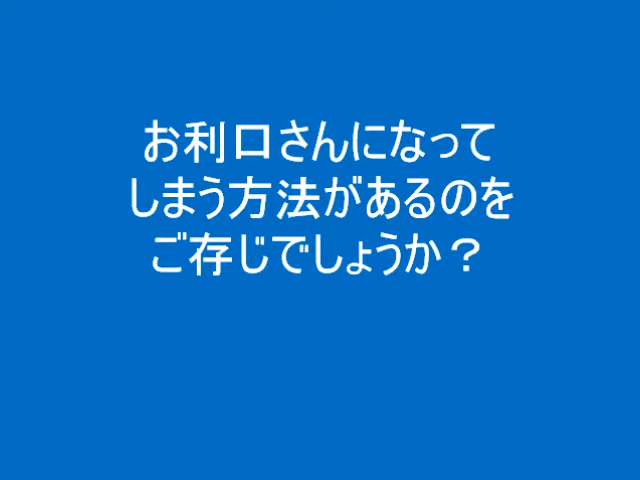 お利口さんになって
しまう方法があるのを
ご存じでしょうか？